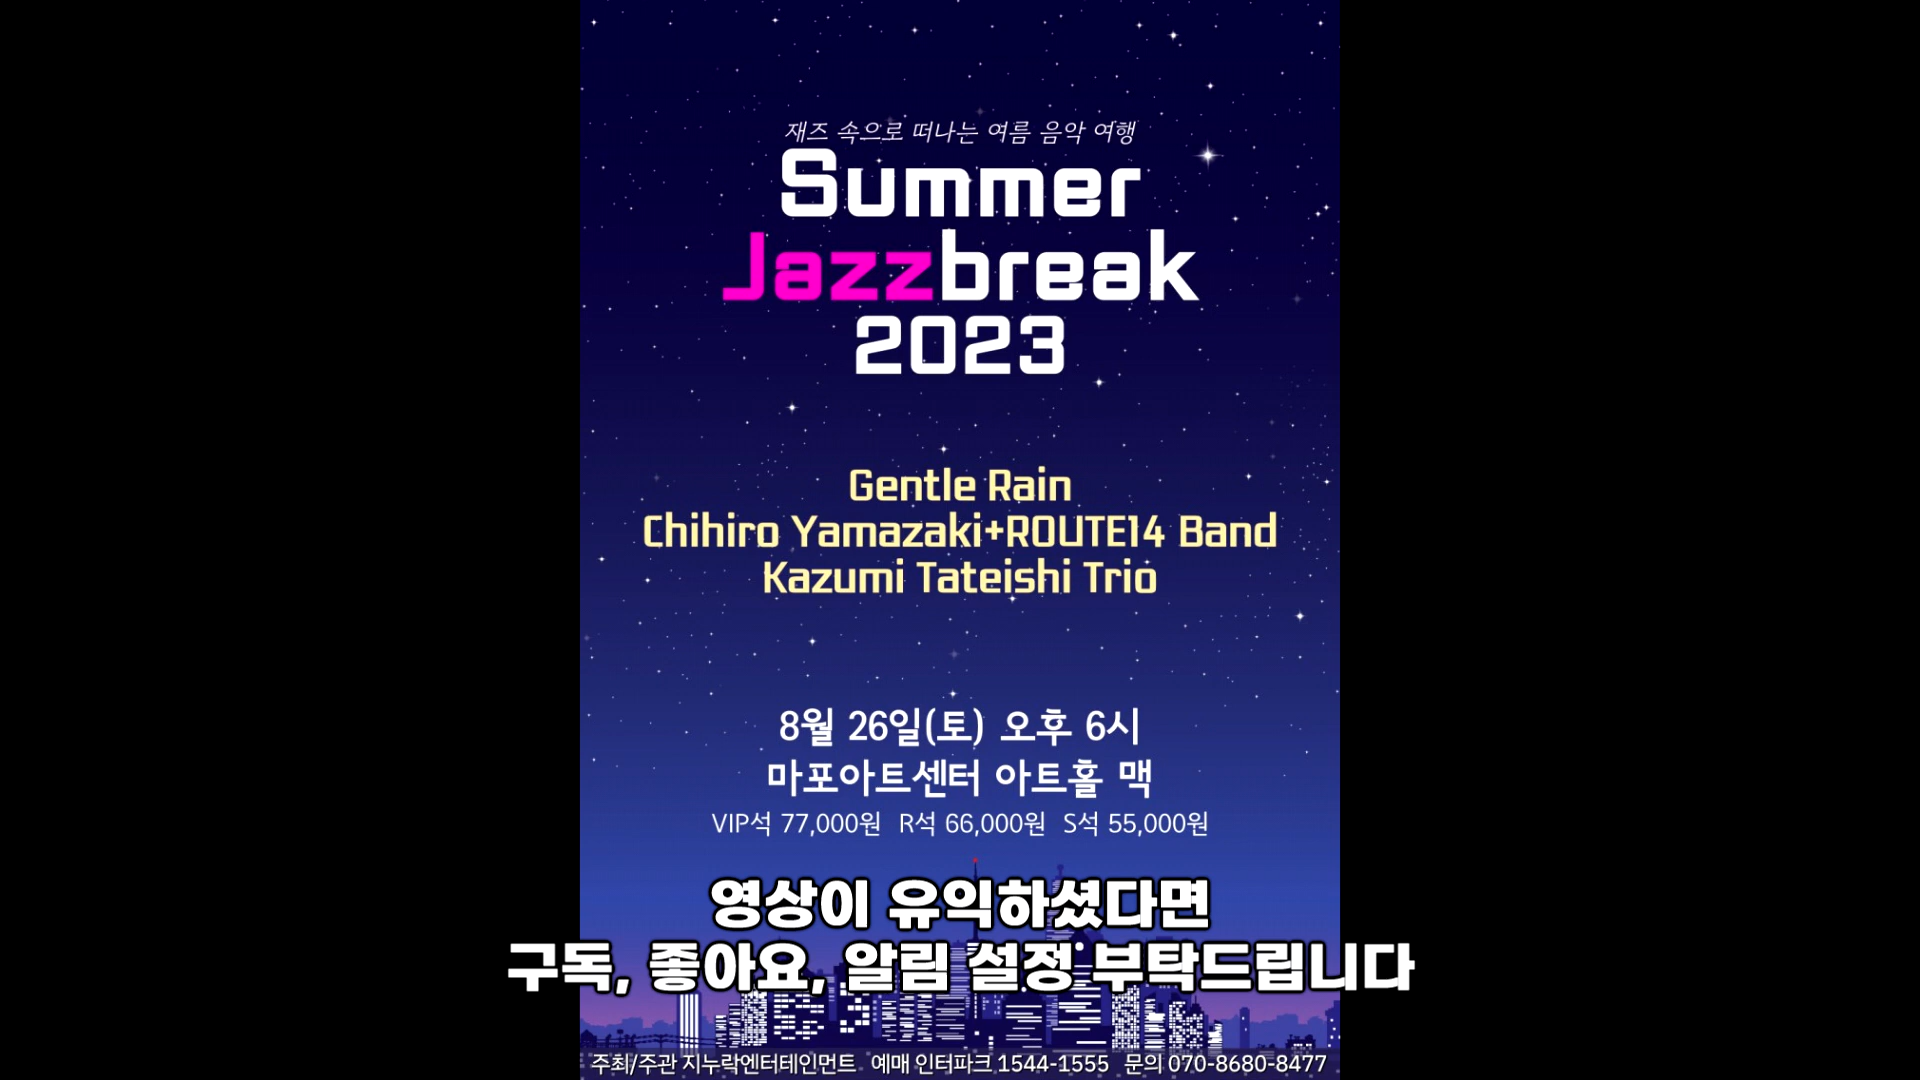 재즈 속으로 떠나는 여름 음악 여행
Summer
Jazzbreak
2023
Gentle Rain
Chihiro Yamazaki+ROUTE14 Band
Kazumi Tateishi Trio
8월 26일(토) 오후 6시
마포아트센터 아트홀 맥
VIP석 77,000원 R석 66,000원 S석 55,000원
영상이 유익하셨다면
구독, 좋아요, 알림 설정 부탁드립니다
주최/주관 지누락엔터테인먼트 예매 인터파크 1544-1555 문의 070-8680-8477